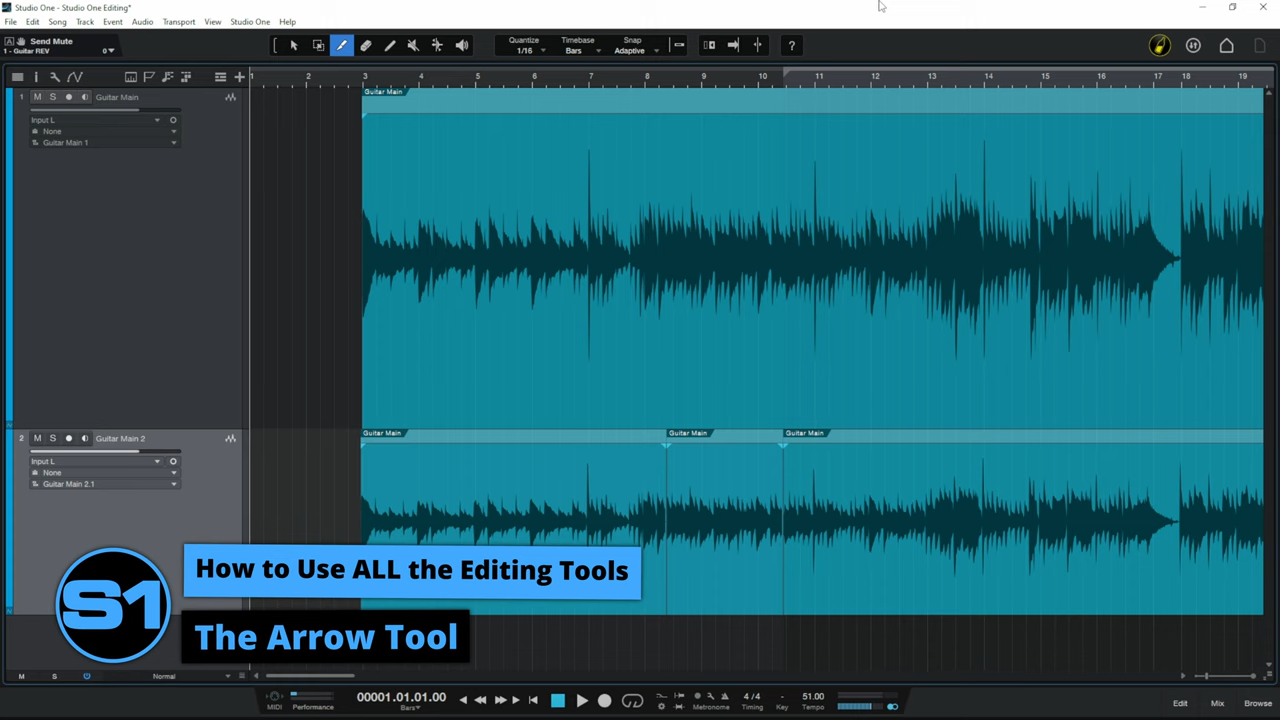 Studio One - Studio One Editing*
File Edit Song Track Event Audio Transport View Studio One Help
Send Mute
1 - Guitar REV 0
Quantize Timebase Snap
1/16 Bars Adaptive
?
1 2 3 4 5 6 7 8 9 10 11 12 13 14 15 16 17 18 19
1 M S Guitar Main
Guitar Main
Input L
None
Guitar Main 1
2 M S Guitar Main 2
Guitar Main Guitar Main Guitar Main
Input L
None
Guitar Main 2.1
S1
How to Use ALL the Editing Tools
The Arrow Tool
M S Normal
MIDI Performance
00001.01.01.00
Bars
Metronome
4 / 4
Timing
Key
51.00
Tempo
Edit Mix Browse